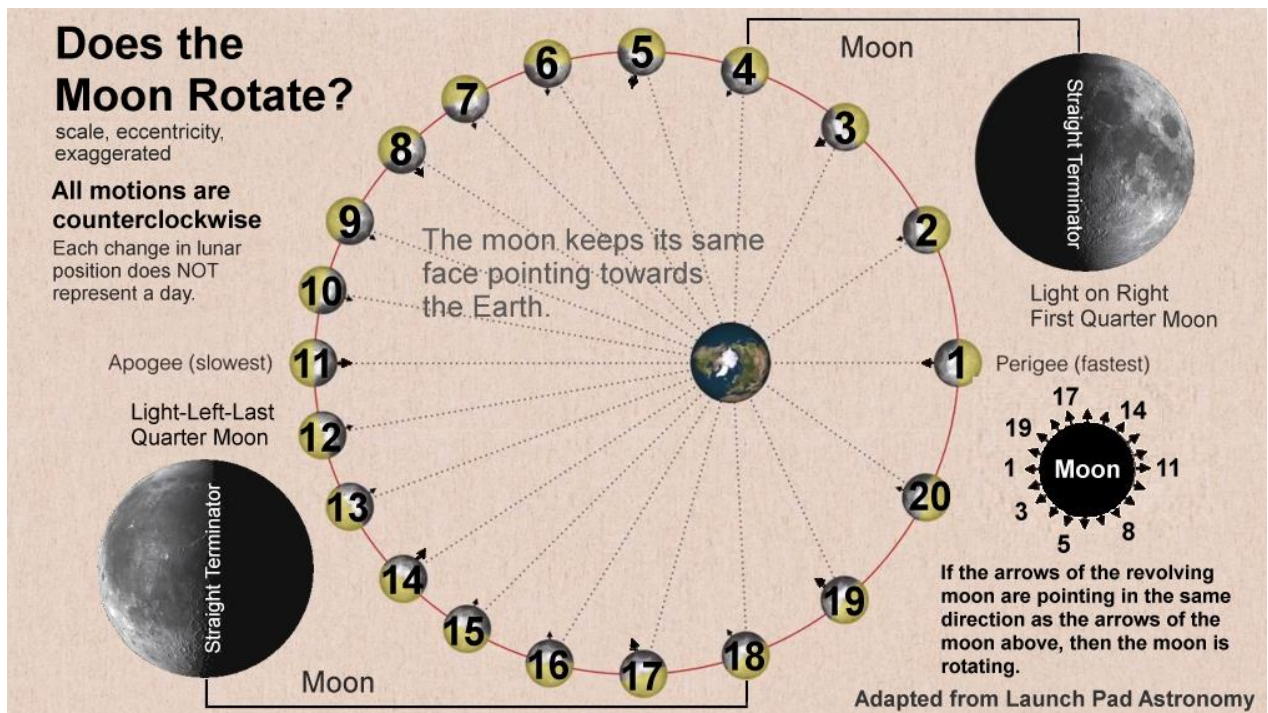 Does the
Moon Rotate?
scale, eccentricity,
exaggerated
All motions are
counterclockwise
Each change in lunar
position does NOT
represent a day.
6
5
4
7
3
8
2
9
10
11
1
12
20
13
14
19
15
16
17
18
Moon
Straight Terminator
Light on Right
First Quarter Moon
The moon keeps its same
face pointing towards
the Earth.
Apogee (slowest)
Perigee (fastest)
Light-Left-Last
Quarter Moon
Straight Terminator
Moon
17
14
19
1
Moon
11
3
8
5
If the arrows of the revolving
moon are pointing in the same
direction as the arrows of the
moon above, then the moon is
rotating.
Adapted from Launch Pad Astronomy